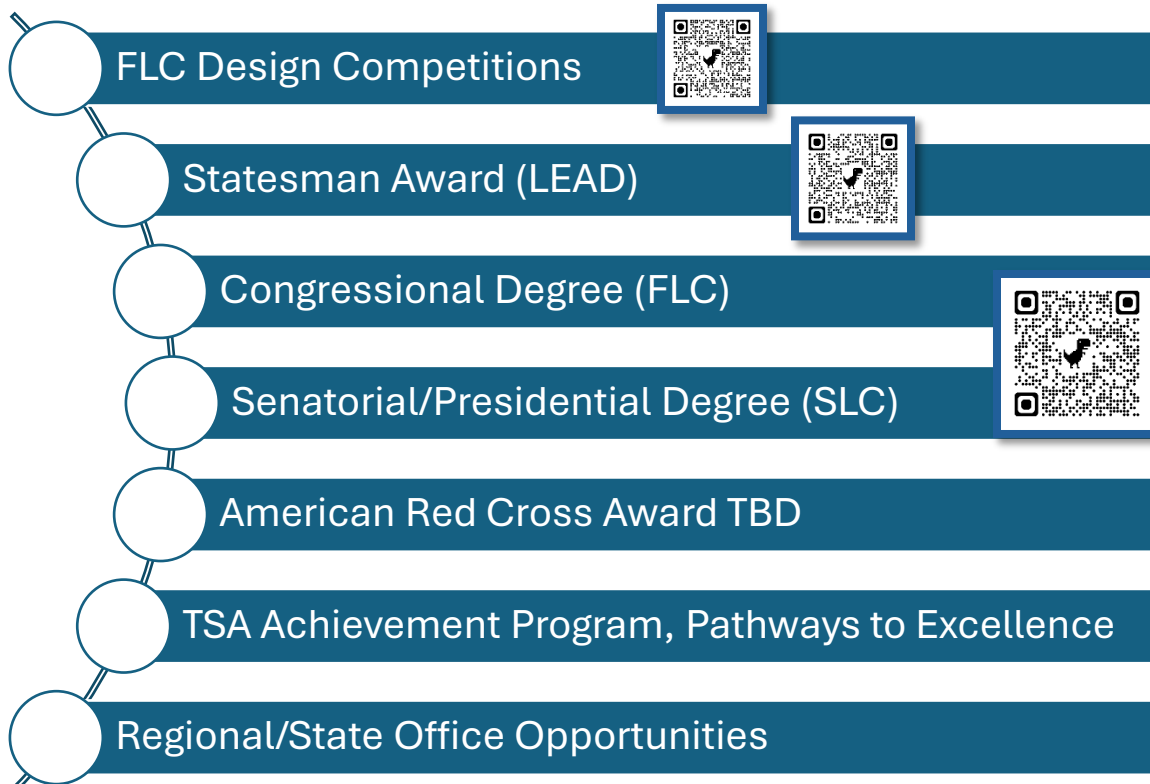 FLC Design Competitions
Statesman Award (LEAD)
Congressional Degree (FLC)
Senatorial/Presidential Degree (SLC)
American Red Cross Award TBD
TSA Achievement Program, Pathways to Excellence
Regional/State Office Opportunities